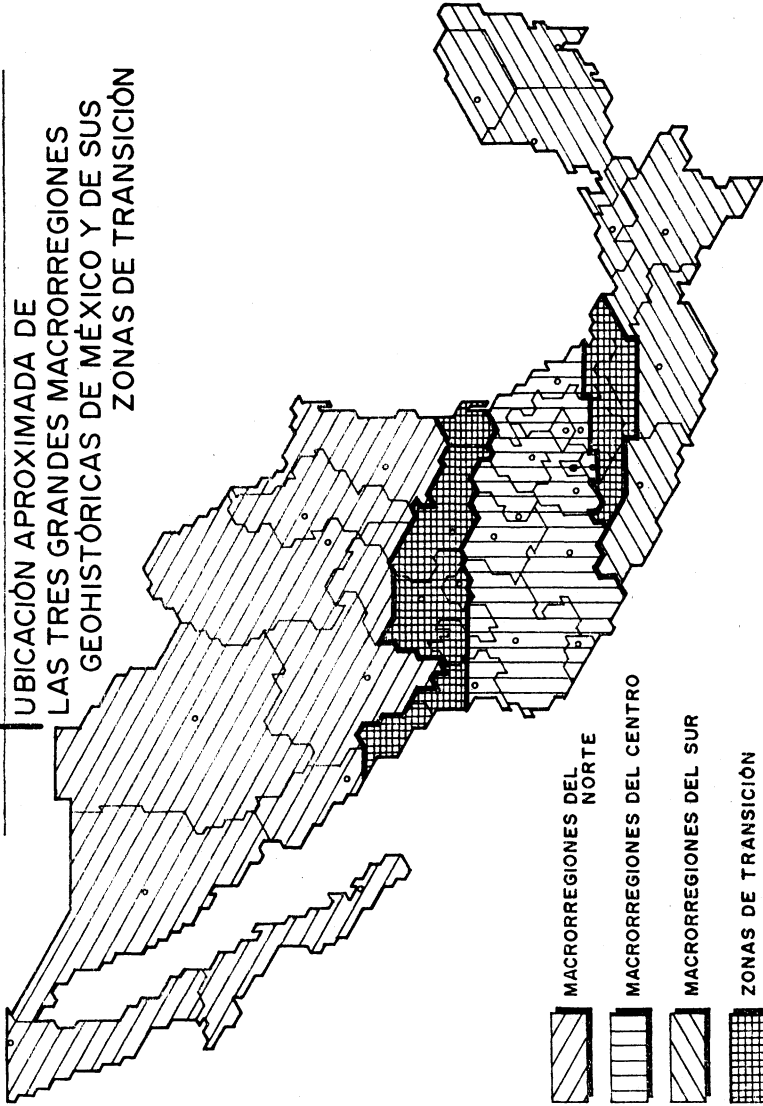 UBICACIÓN APROXIMADA DE
LAS TRES GRANDES MACRORREGIONES
GEOHISTÓRICAS DE MÉXICO Y DE SUS
ZONAS DE TRANSICIÓN
MACRORREGIONES DEL
NORTE
MACRORREGIONES DEL CENTRO
MACRORREGIONES DEL SUR
ZONAS DE TRANSICIÓN